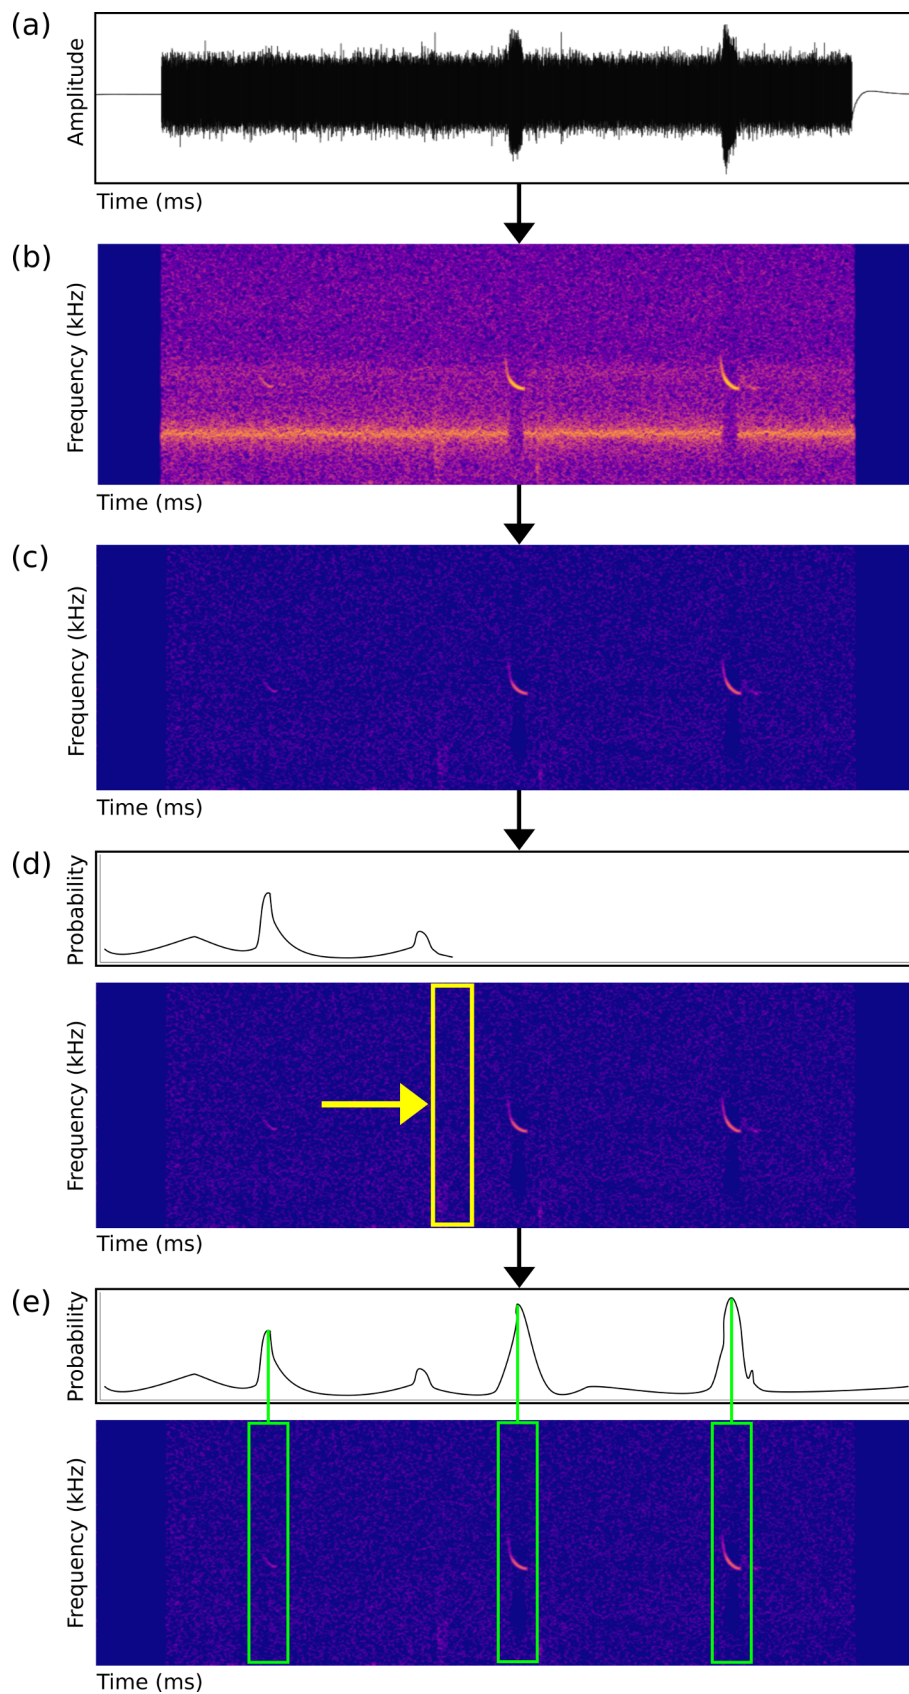 (a)
Amplitude
Time (ms)
(b)
Frequency (kHz)
Time (ms)
(c)
Frequency (kHz)
Time (ms)
(d)
Probability
Frequency (kHz)
Time (ms)
(e)
Probability
Frequency (kHz)
Time (ms)